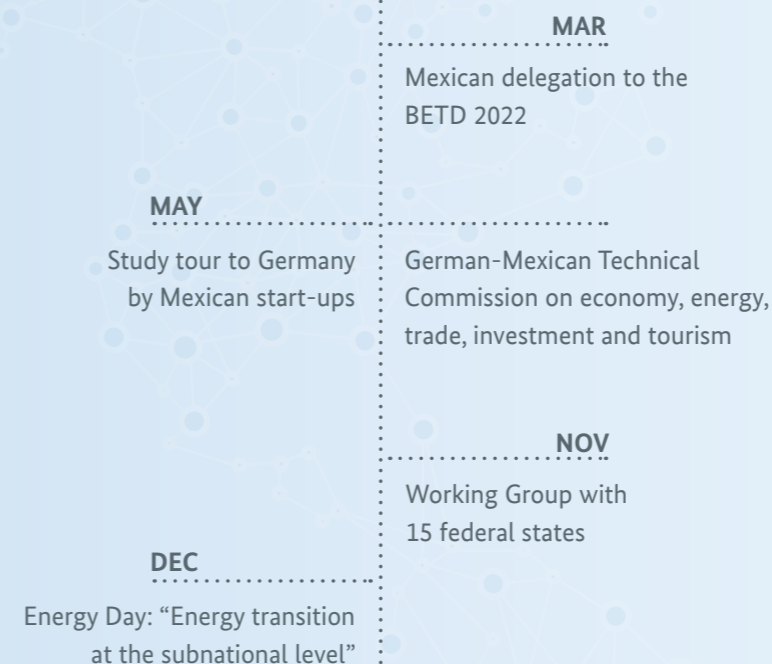 MAR
Mexican delegation to the
BETD 2022
MAY
Study tour to Germany
by Mexican start-ups
German-Mexican Technical
Commission on economy, energy,
trade, investment and tourism
NOV
Working Group with
15 federal states
DEC
Energy Day: “Energy transition
at the subnational level”